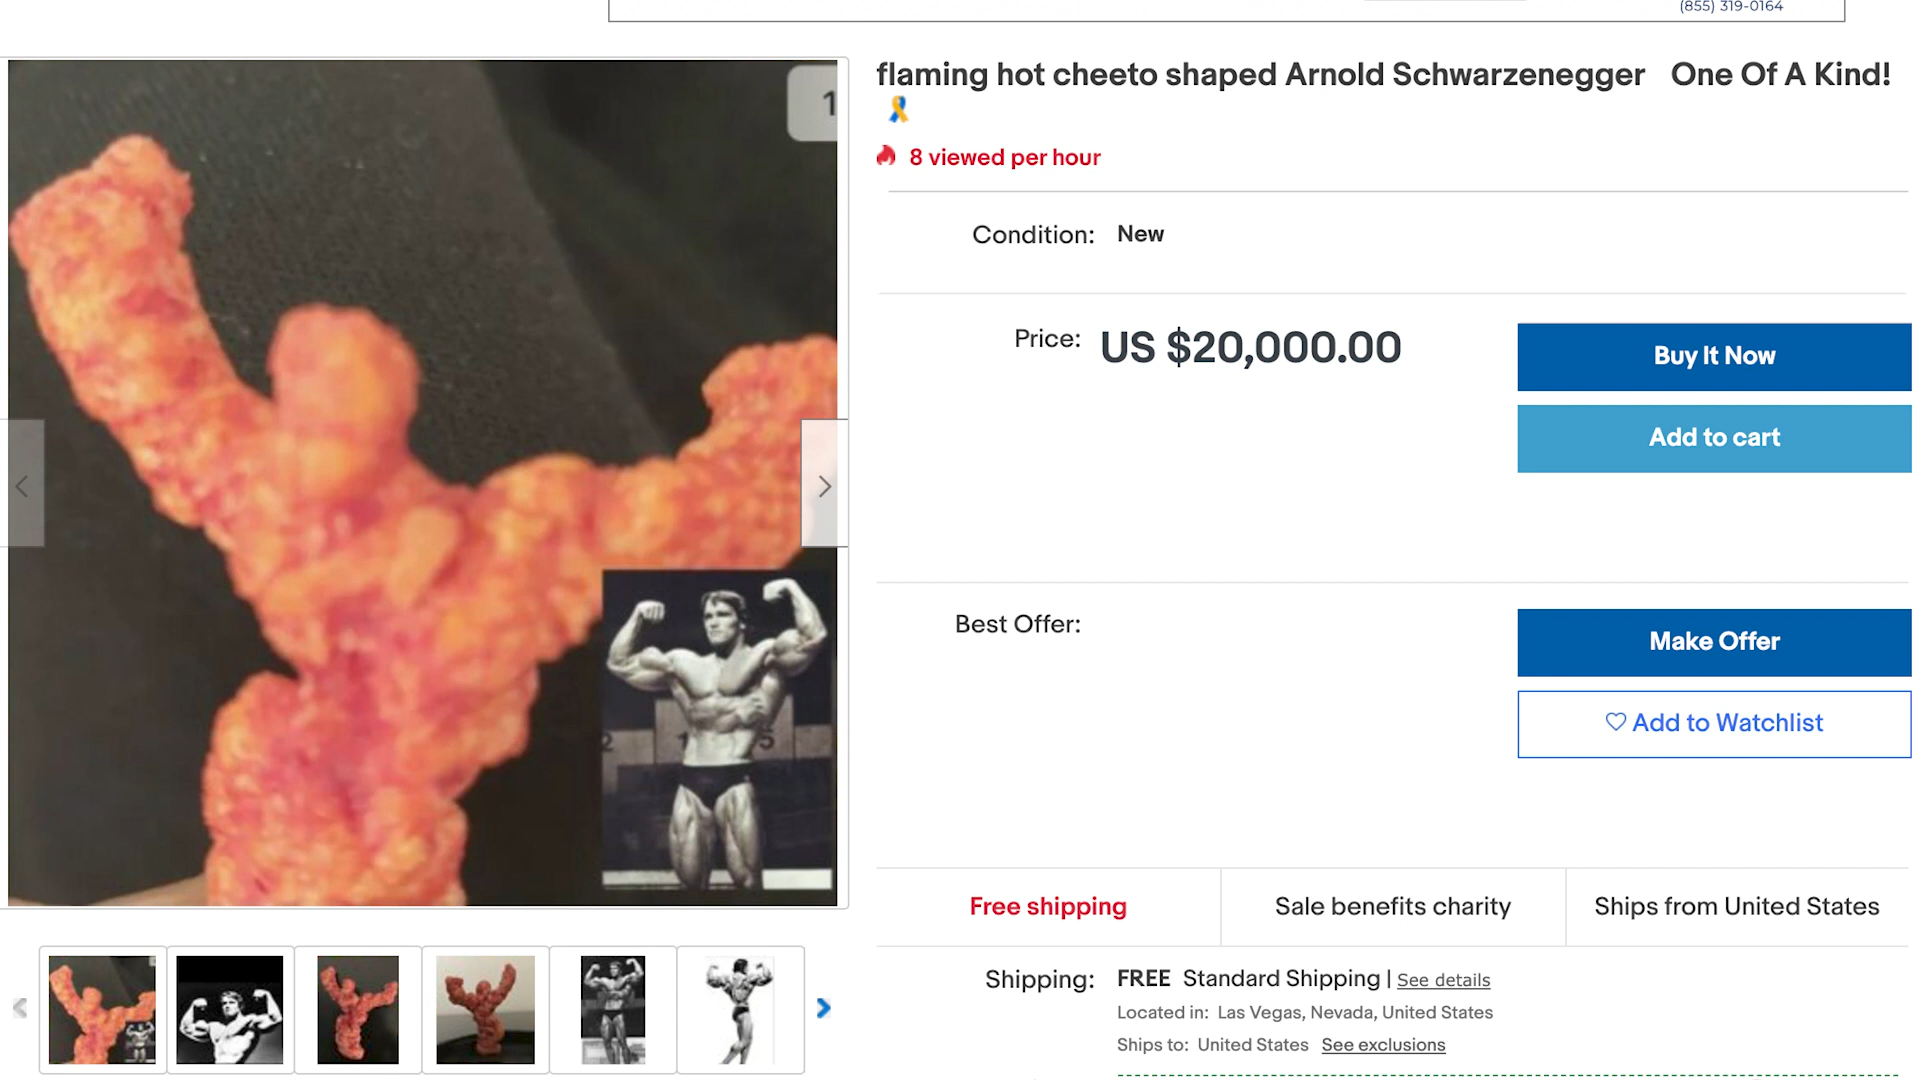 (855) 319-0164
1
flaming hot cheeto shaped Arnold Schwarzenegger One Of A Kind!
8 viewed per hour
Condition: New
Price: US $20,000.00
Buy It Now
Add to cart
Best Offer:
Make Offer
Add to Watchlist
2 1 5
Free shipping
Sale benefits charity
Ships from United States
Shipping: FREE Standard Shipping | See details
Located in: Las Vegas, Nevada, United States
Ships to: United States See exclusions